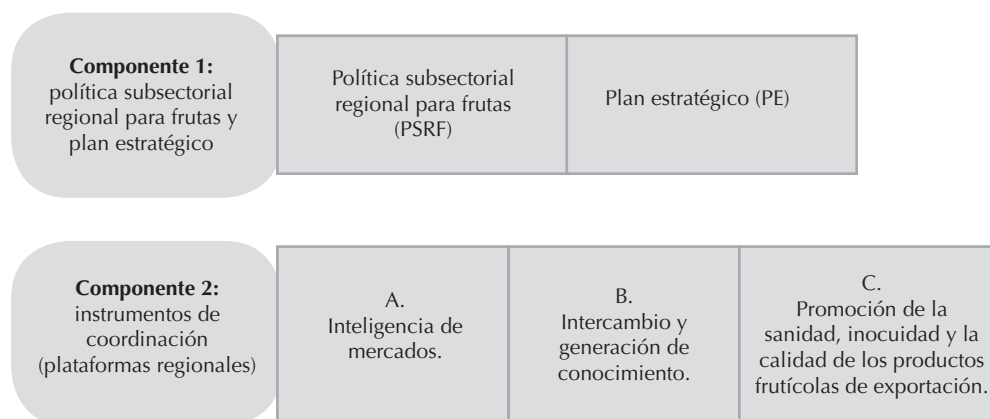 Componente 1:
política subsectorial
regional para frutas y
plan estratégico
Política subsectorial
regional para frutas
(PSRF)
Plan estratégico (PE)
Componente 2:
instrumentos de
coordinación
(plataformas regionales)
A.
Inteligencia de
mercados.
B.
Intercambio y
generación de
conocimiento.
C.
Promoción de la
sanidad, inocuidad y la
calidad de los productos
frutícolas de exportación.